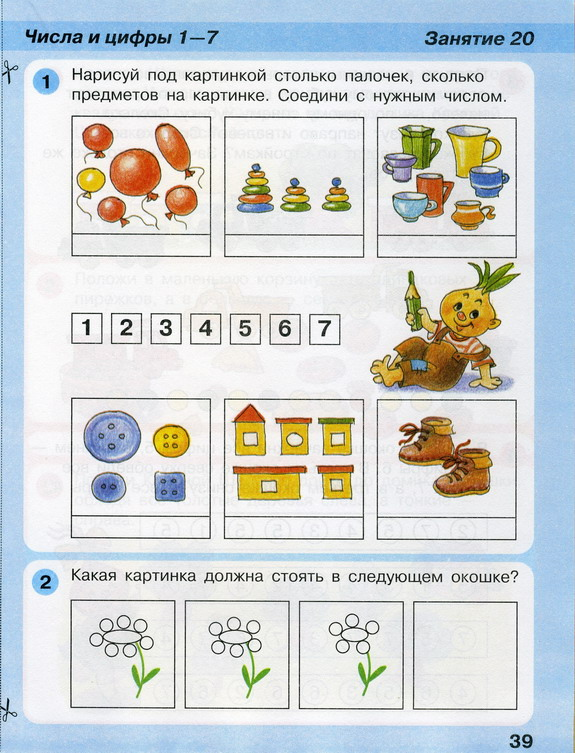 Числа и цифры 1—7
Занятие 20
1
Нарисуй под картинкой столько палочек, сколько
предметов на картинке. Соедини с нужным числом.
1 2 3 4 5 6 7
2
Какая картинка должна стоять в следующем окошке?
39